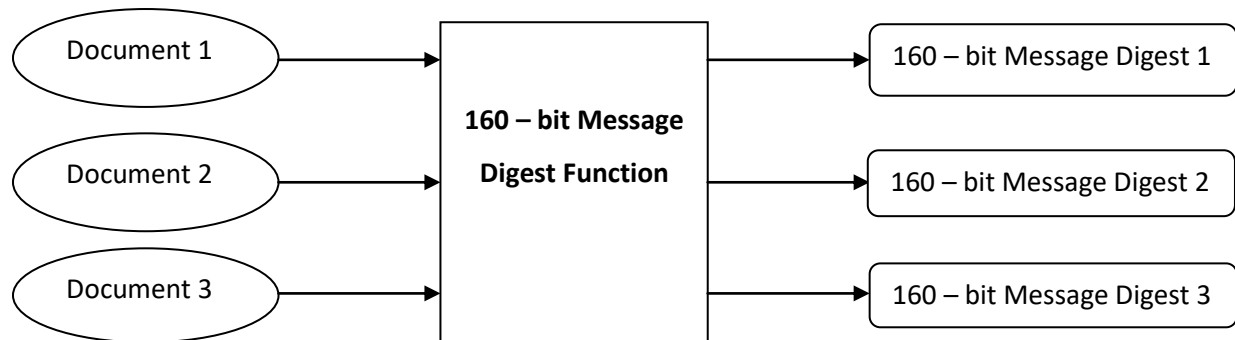 Document 1
160 – bit Message Digest 1
160 – bit Message
Digest Function
Document 2
160 – bit Message Digest 2
Document 3
160 – bit Message Digest 3